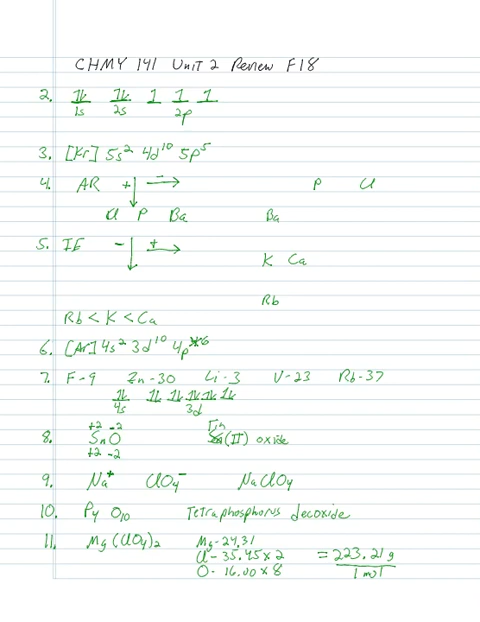 CHMY 141 Unit 2 Review F18
2. 1s 2s 2p
3. [Kr] 5s² 4d¹⁰ 5p⁵
4. AR + - → P Cl
Cl P Ba Ba
5. IE - + →
K Ca
Rb
Rb < K < Ca
6. [Ar] 4s² 3d¹⁰ 4p⁶
7. F-9 Zn-30 Li-3 V-23 Rb-37
4s 3d
+2 -2 Tin
8. SnO (II) oxide
+2 -2
9. Na⁺ ClO4⁻ NaClO4
10. P4 O10 Tetraphosphorus decoxide
11. Mg(ClO4)2 Mg-24.31
Cl-35.45×2 = 223.21g
O-16.00×8 1 mol